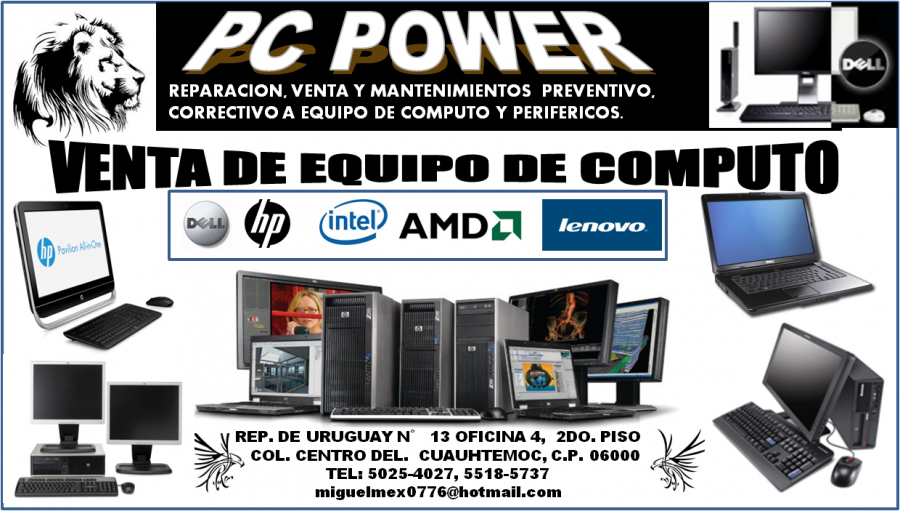 PC POWER
REPARACION, VENTA Y MANTENIMIENTOS PREVENTIVO,
CORRECTIVO A EQUIPO DE COMPUTO Y PERIFERICOS.
DELL
VENTA DE EQUIPO DE COMPUTO
DELL hp intel AMD lenovo
hp Pavilion All-in-One
REP. DE URUGUAY N° 13 OFICINA 4, 2DO. PISO
COL. CENTRO DEL. CUAUHTEMOC, C.P. 06000
TEL: 5025-4027, 5518-5737
miguelmex0776@hotmail.com